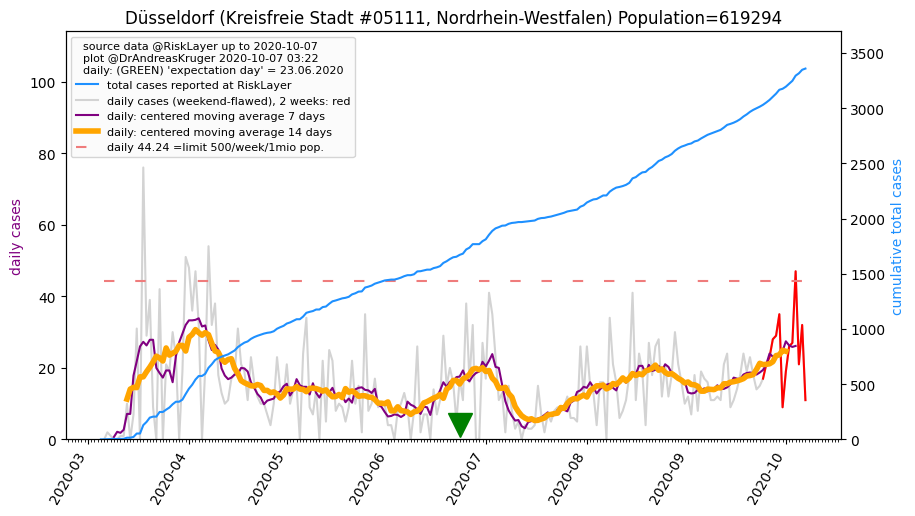 Düsseldorf (Kreisfreie Stadt #05111, Nordrhein-Westfalen) Population=619294
source data @RiskLayer up to 2020-10-07
plot @DrAndreasKruger 2020-10-07 03:22
daily: (GREEN) 'expectation day' = 23.06.2020
total cases reported at RiskLayer
daily cases (weekend-flawed), 2 weeks: red
daily: centered moving average 7 days
daily: centered moving average 14 days
daily 44.24 =limit 500/week/1mio pop.
daily cases
100
80
60
40
20
0
3500
3000
2500
2000
1500
1000
500
0
cumulative total cases
2020-03
2020-04
2020-05
2020-06
2020-07
2020-08
2020-09
2020-10